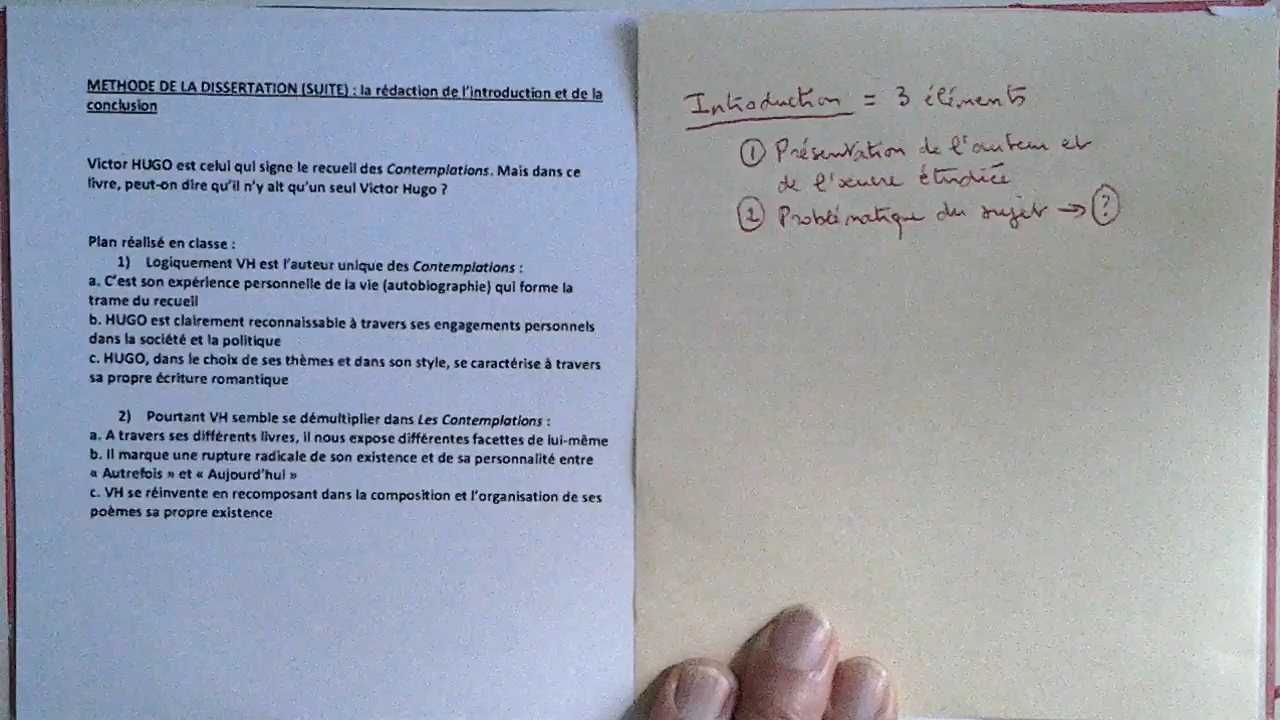 METHODE DE LA DISSERTATION (SUITE) : la rédaction de l'introduction et de la
conclusion
Victor HUGO est celui qui signe le recueil des Contemplations. Mais dans ce
livre, peut-on dire qu'il n'y ait qu'un seul Victor Hugo ?
Plan réalisé en classe :
1) Logiquement VH est l'auteur unique des Contemplations :
a. C'est son expérience personnelle de la vie (autobiographie) qui forme la
trame du recueil
b. HUGO est clairement reconnaissable à travers ses engagements personnels
dans la société et la politique
c. HUGO, dans le choix de ses thèmes et dans son style, se caractérise à travers
sa propre écriture romantique
2) Pourtant VH semble se démultiplier dans Les Contemplations :
a. A travers ses différents livres, il nous expose différentes facettes de lui-même
b. Il marque une rupture radicale de son existence et de sa personnalité entre
« Autrefois » et « Aujourd'hui »
c. VH se réinvente en recomposant dans la composition et l'organisation de ses
poèmes sa propre existence
Introduction = 3 éléments
① Présentation de l'auteur et
de l'œuvre étudiée
② Problématique du sujet → ?